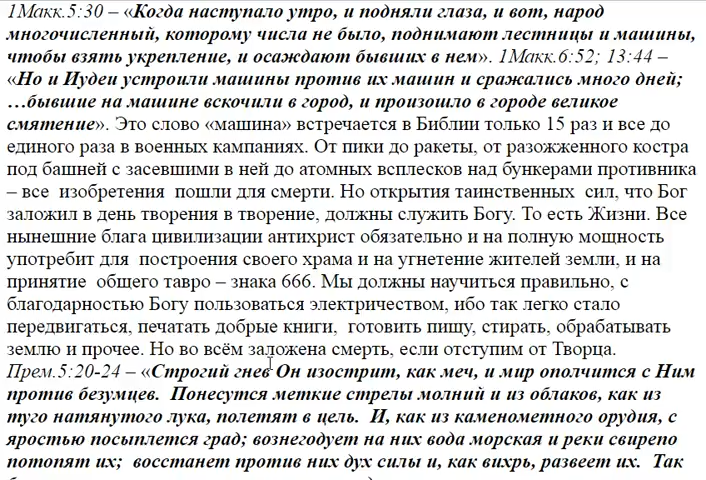 1Макк.5:30 – «Когда наступало утро, и подняли глаза, и вот, народ
многочисленный, которому числа не было, поднимают лестницы и машины,
чтобы взять укрепление, и осаждают бывших в нем». 1Макк.6:52; 13:44 –
«Но и Иудеи устроили машины против их машин и сражались много дней;
…бывшие на машине вскочили в город, и произошло в городе великое
смятение». Это слово «машина» встречается в Библии только 15 раз и все до
единого раза в военных кампаниях. От пики до ракеты, от разожженного костра
под башней с засевшими в ней до атомных всплесков над бункерами противника
– все изобретения пошли для смерти. Но открытия таинственных сил, что Бог
заложил в день творения в творение, должны служить Богу. То есть Жизни. Все
нынешние блага цивилизации антихрист обязательно и на полную мощность
употребит для построения своего храма и на угнетение жителей земли, и на
принятие общего тавро – знака 666. Мы должны научиться правильно, с
благодарностью Богу пользоваться электричеством, ибо так легко стало
передвигаться, печатать добрые книги, готовить пищу, стирать, обрабатывать
землю и прочее. Но во всём заложена смерть, если отступим от Творца.
Прем.5:20-24 – «Строгий гнев Он изострит, как меч, и мир ополчится с Ним
против безумцев. Понесутся меткие стрелы молний и из облаков, как из
туго натянутого лука, полетят в цель. И, как из каменометного орудия, с
яростью посыплется град; вознегодует на них вода морская и реки свирепо
потопят их; восстанет против них дух силы и, как вихрь, развеет их. Так